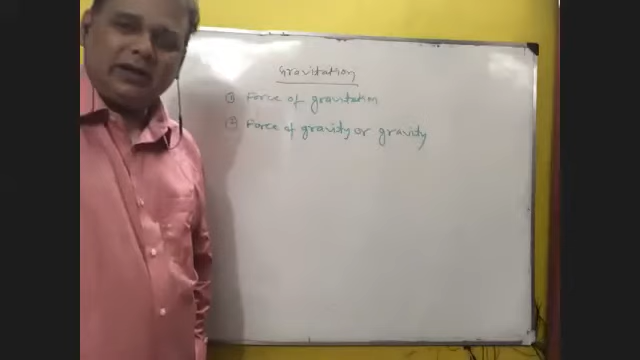 Gravitation
① Force of gravitation
② Force of gravity or gravity